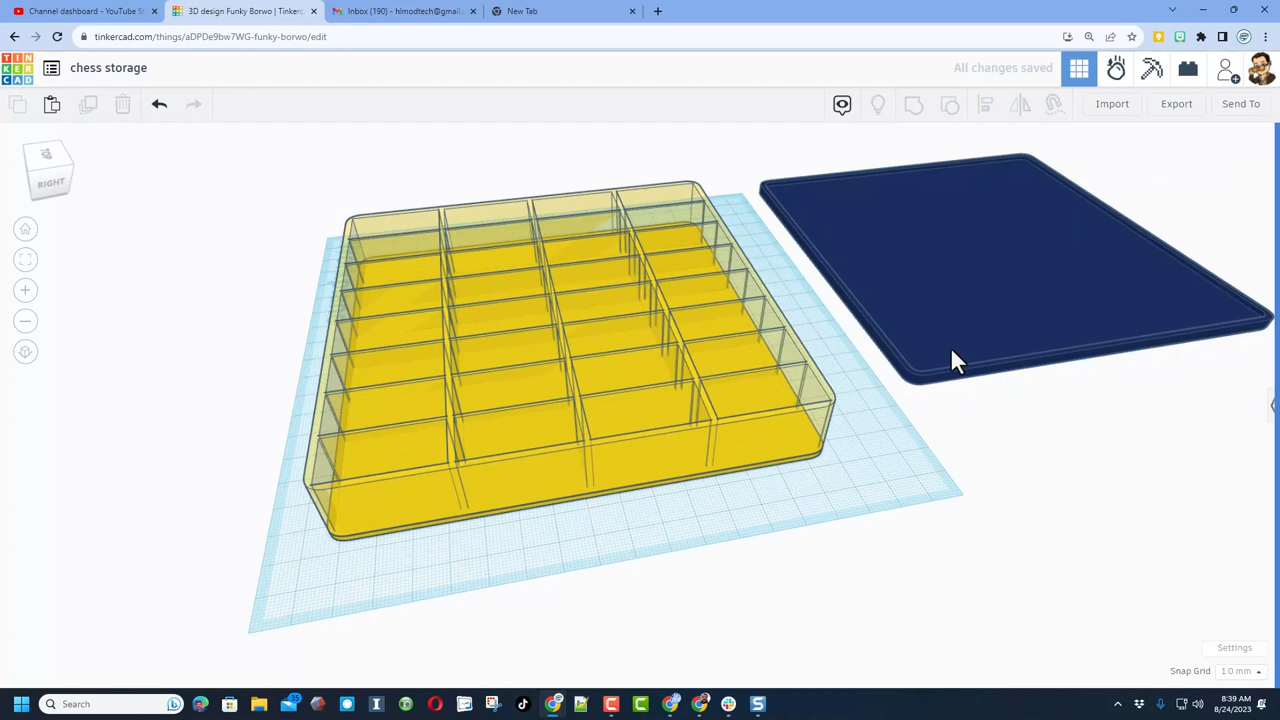 Channel dashboard - YouTube St
3D design Funky Borwo | Tinkerc
Inbox (190) - hlmodtech@gmail
New Tab
tinkercad.com/things/aDPDe9bw7WG-funky-borwo/edit
TIN
KER
CAD
chess storage
All changes saved
Import
Export
Send To
TOP
RIGHT
Settings
Snap Grid
1.0 mm
Search
35
8:39 AM
8/24/2023